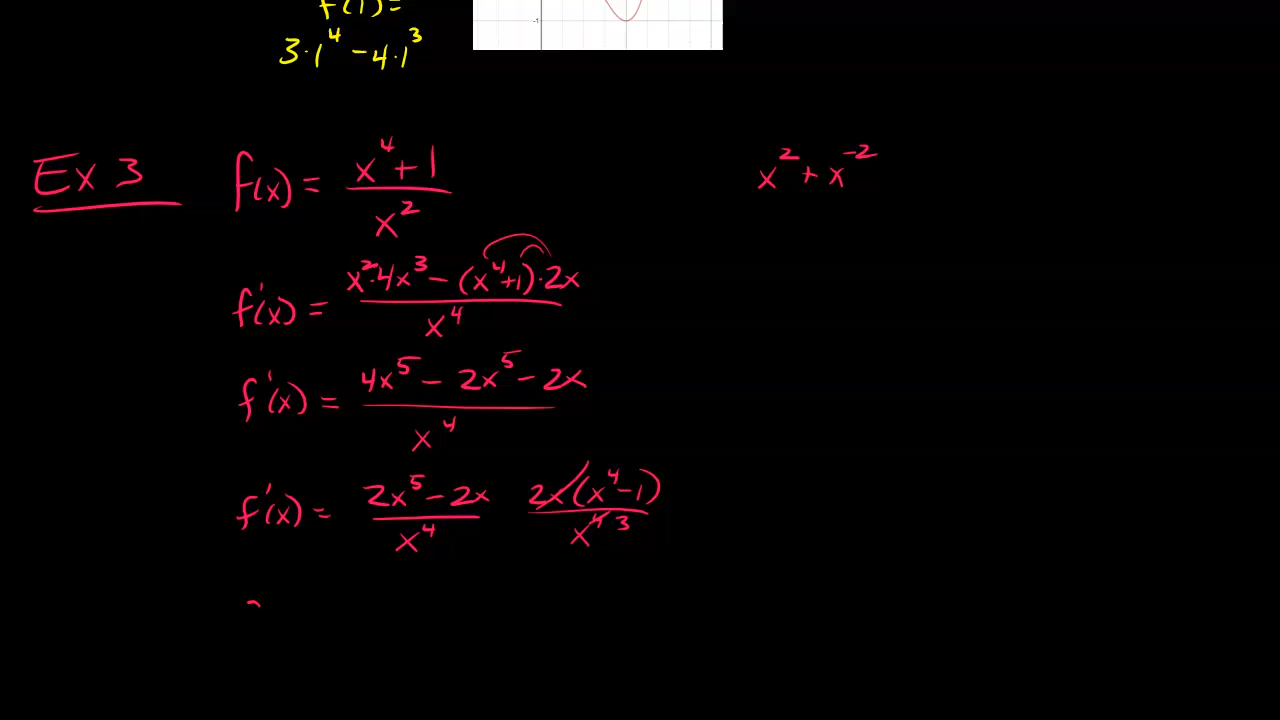 f(1) =
3·1⁴ - 4·1³
-1
Ex 3 f(x) = (x⁴ + 1) / x²
x² + x⁻²
f'(x) = (x²·4x³ - (x⁴+1)·2x) / x⁴
f'(x) = (4x⁵ - 2x⁵ - 2x) / x⁴
f'(x) = (2x⁵ - 2x) / x⁴ 2x(x⁴ - 1) / x⁴ ³